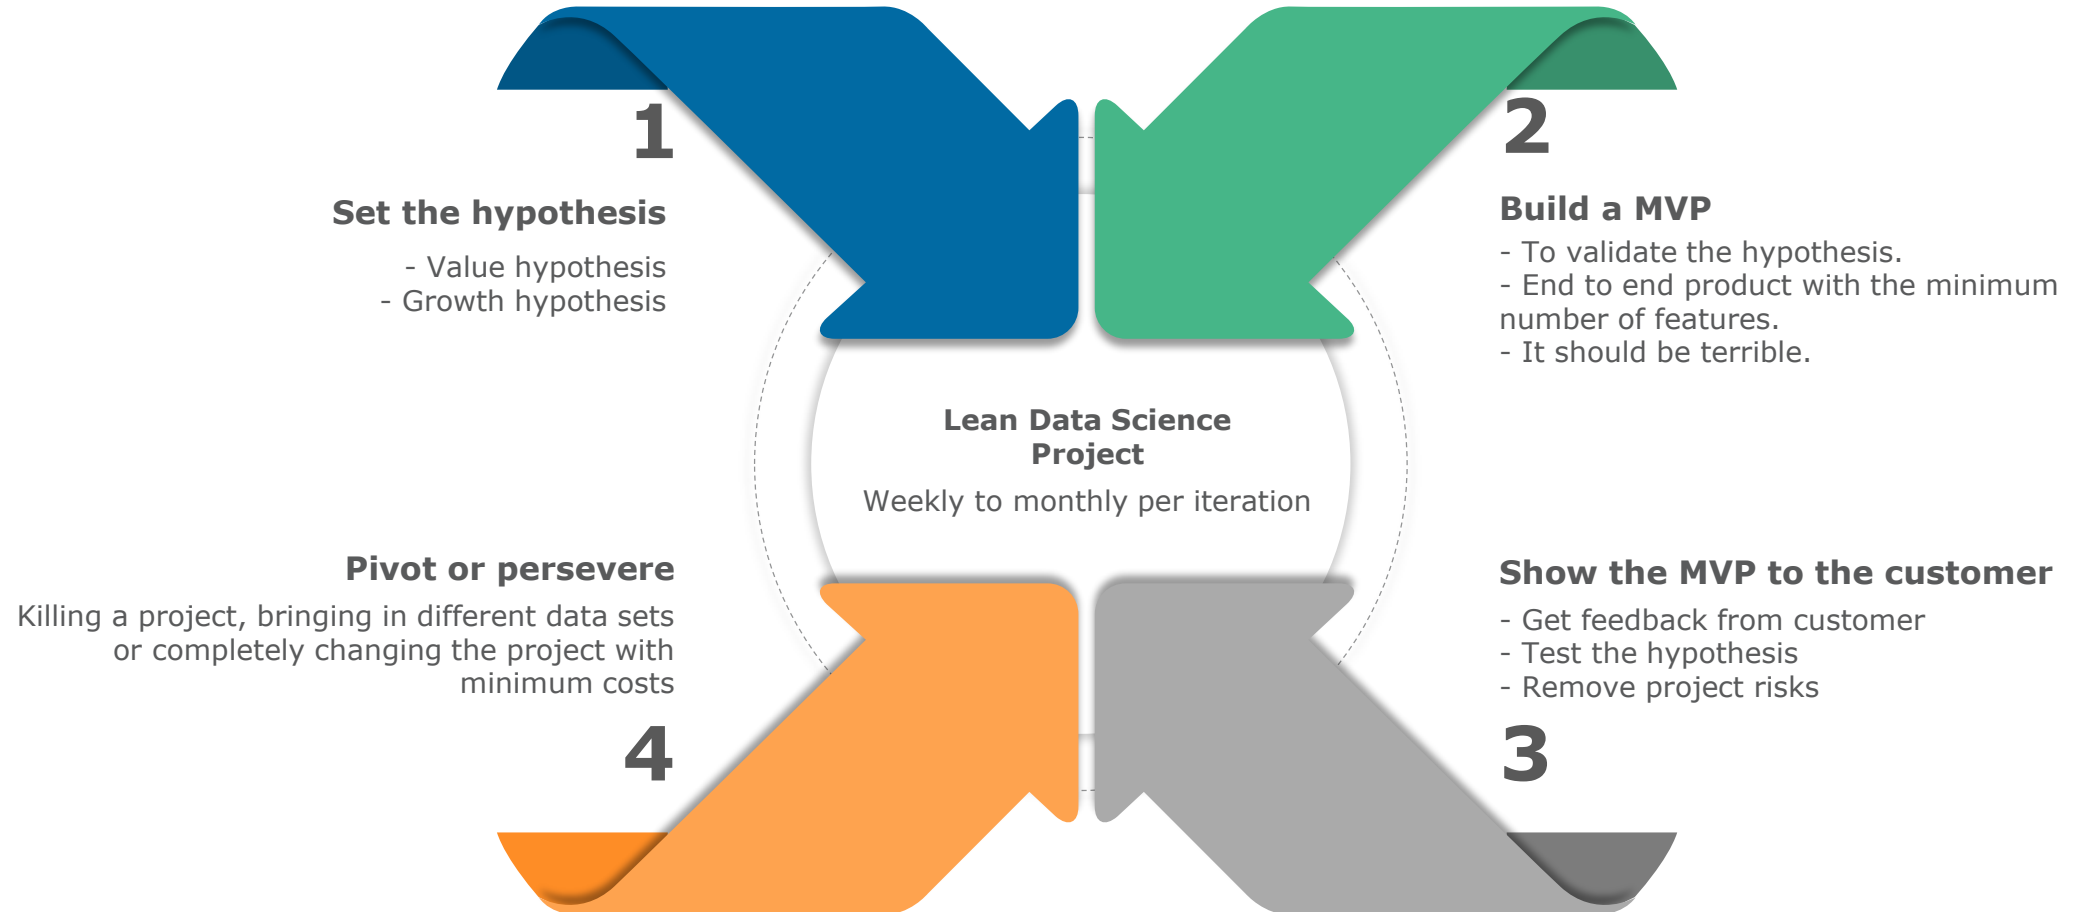 1
Set the hypothesis
- Value hypothesis
- Growth hypothesis
2
Build a MVP
- To validate the hypothesis.
- End to end product with the minimum
number of features.
- It should be terrible.
Lean Data Science
Project
Weekly to monthly per iteration
Show the MVP to the customer
- Get feedback from customer
- Test the hypothesis
- Remove project risks
3
Pivot or persevere
Killing a project, bringing in different data sets
or completely changing the project with
minimum costs
4